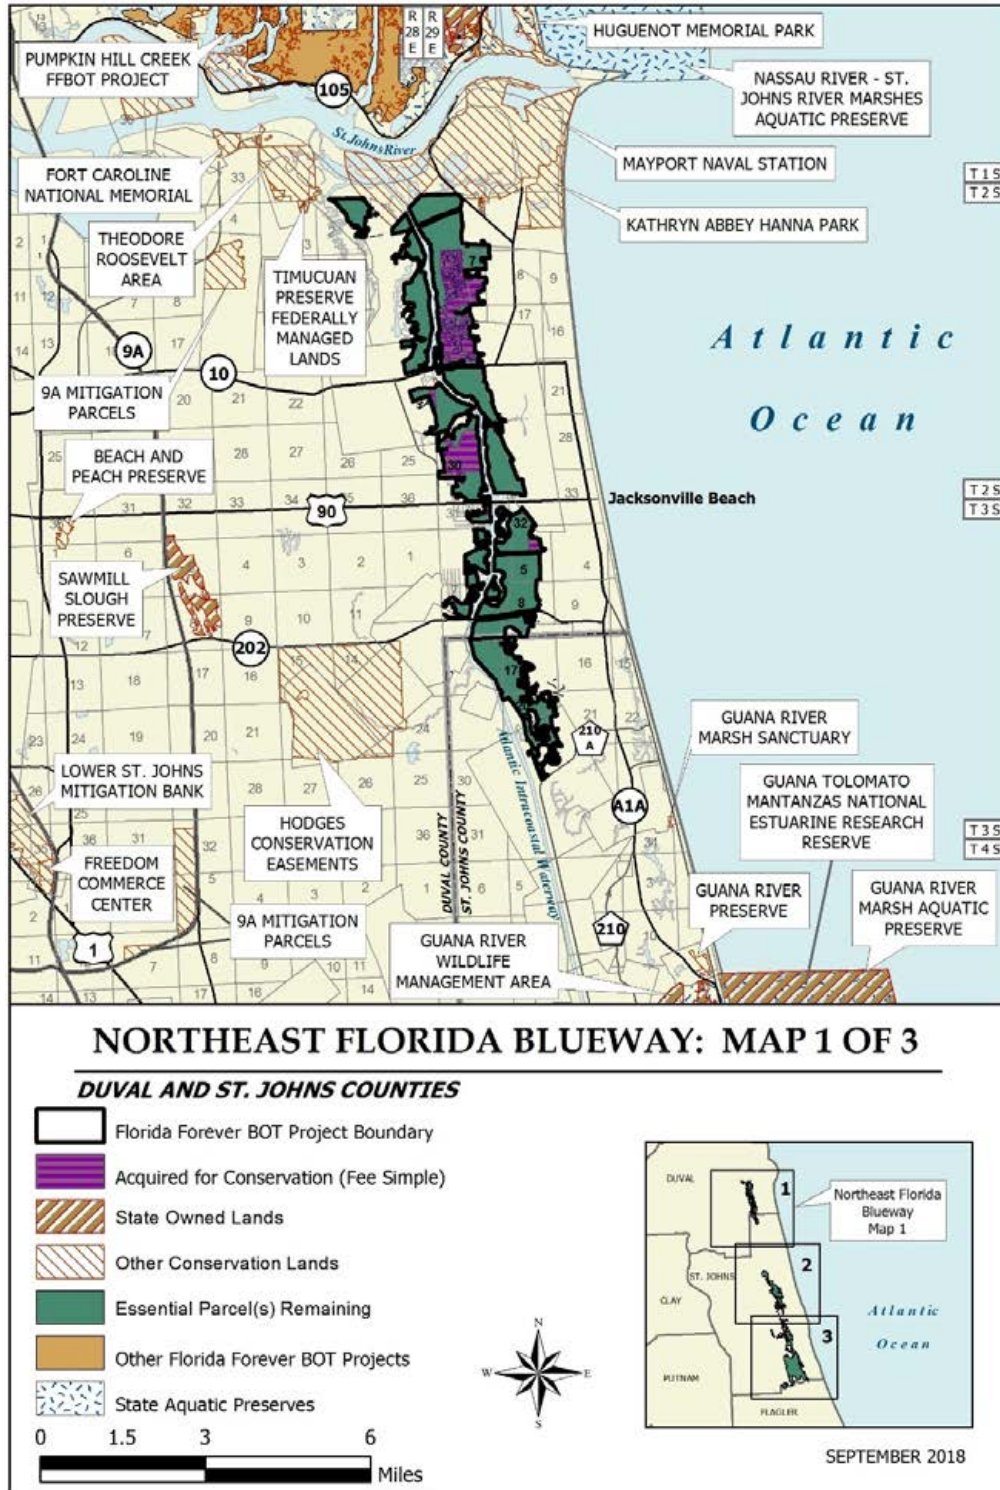 R
28
E
R
29
E
HUGUENOT MEMORIAL PARK
PUMPKIN HILL CREEK
FFBOT PROJECT
105
NASSAU RIVER - ST.
JOHNS RIVER MARSHES
AQUATIC PRESERVE
St. Johns River
MAYPORT NAVAL STATION
FORT CAROLINE
NATIONAL MEMORIAL
T1S
T2S
KATHRYN ABBEY HANNA PARK
THEODORE
ROOSEVELT
AREA
TIMUCUAN
PRESERVE
FEDERALLY
MANAGED
LANDS
Atlantic
Ocean
9A
10
9A MITIGATION
PARCELS
BEACH AND
PEACH PRESERVE
90
Jacksonville Beach
T2S
T3S
SAWMILL
SLOUGH
PRESERVE
202
210
A
GUANA RIVER
MARSH SANCTUARY
LOWER ST. JOHNS
MITIGATION BANK
Atlantic Intracoastal Waterway
A1A
GUANA TOLOMATO
MANTANZAS NATIONAL
ESTUARINE RESEARCH
RESERVE
HODGES
CONSERVATION
EASEMENTS
DUVAL COUNTY
ST. JOHNS COUNTY
T3S
T4S
FREEDOM
COMMERCE
CENTER
GUANA RIVER
PRESERVE
GUANA RIVER
MARSH AQUATIC
PRESERVE
9A MITIGATION
PARCELS
210
1
GUANA RIVER
WILDLIFE
MANAGEMENT AREA
NORTHEAST FLORIDA BLUEWAY: MAP 1 OF 3
DUVAL AND ST. JOHNS COUNTIES
Florida Forever BOT Project Boundary
Acquired for Conservation (Fee Simple)
State Owned Lands
Other Conservation Lands
Essential Parcel(s) Remaining
Other Florida Forever BOT Projects
State Aquatic Preserves
0 1.5 3 6
Miles
N
W E
S
DUVAL
1
Northeast Florida
Blueway
Map 1
2
ST. JOHNS
CLAY
3
Atlantic
Ocean
PUTNAM
FLAGLER
SEPTEMBER 2018